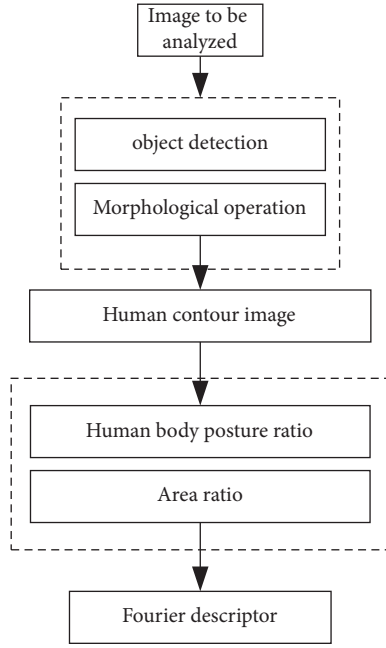 Image to be
analyzed
object detection
Morphological operation
Human contour image
Human body posture ratio
Area ratio
Fourier descriptor